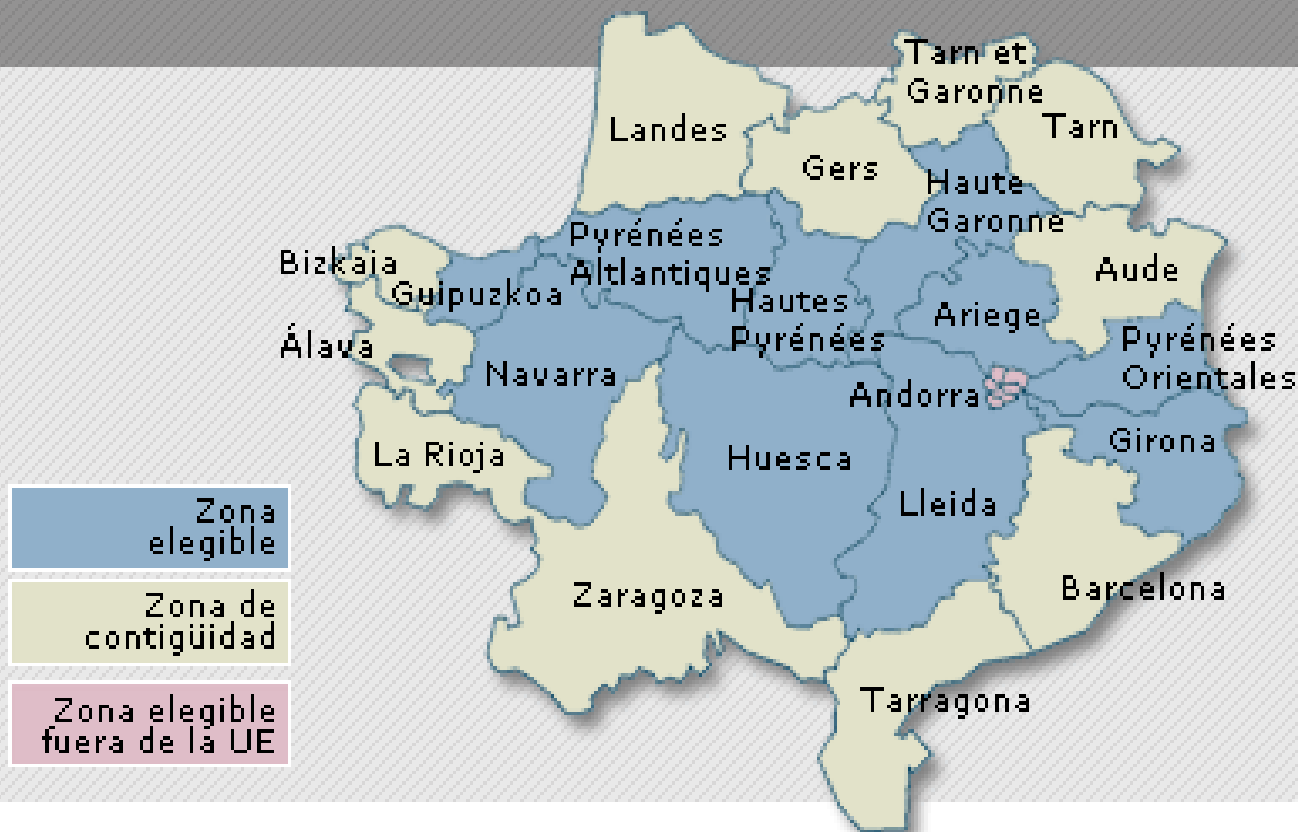 Tarn et
Garonne
Landes
Tarn
Gers
Haute
Garonne
Pyrénées
Altlantiques
Bizkaia
Aude
Guipuzkoa
Hautes
Pyrénées
Ariege
Álava
Pyrénées
Orientales
Navarra
Andorra
Girona
La Rioja
Huesca
Lleida
Zona
elegible
Zaragoza
Barcelona
Zona de
contigüidad
Tarragona
Zona elegible
fuera de la UE